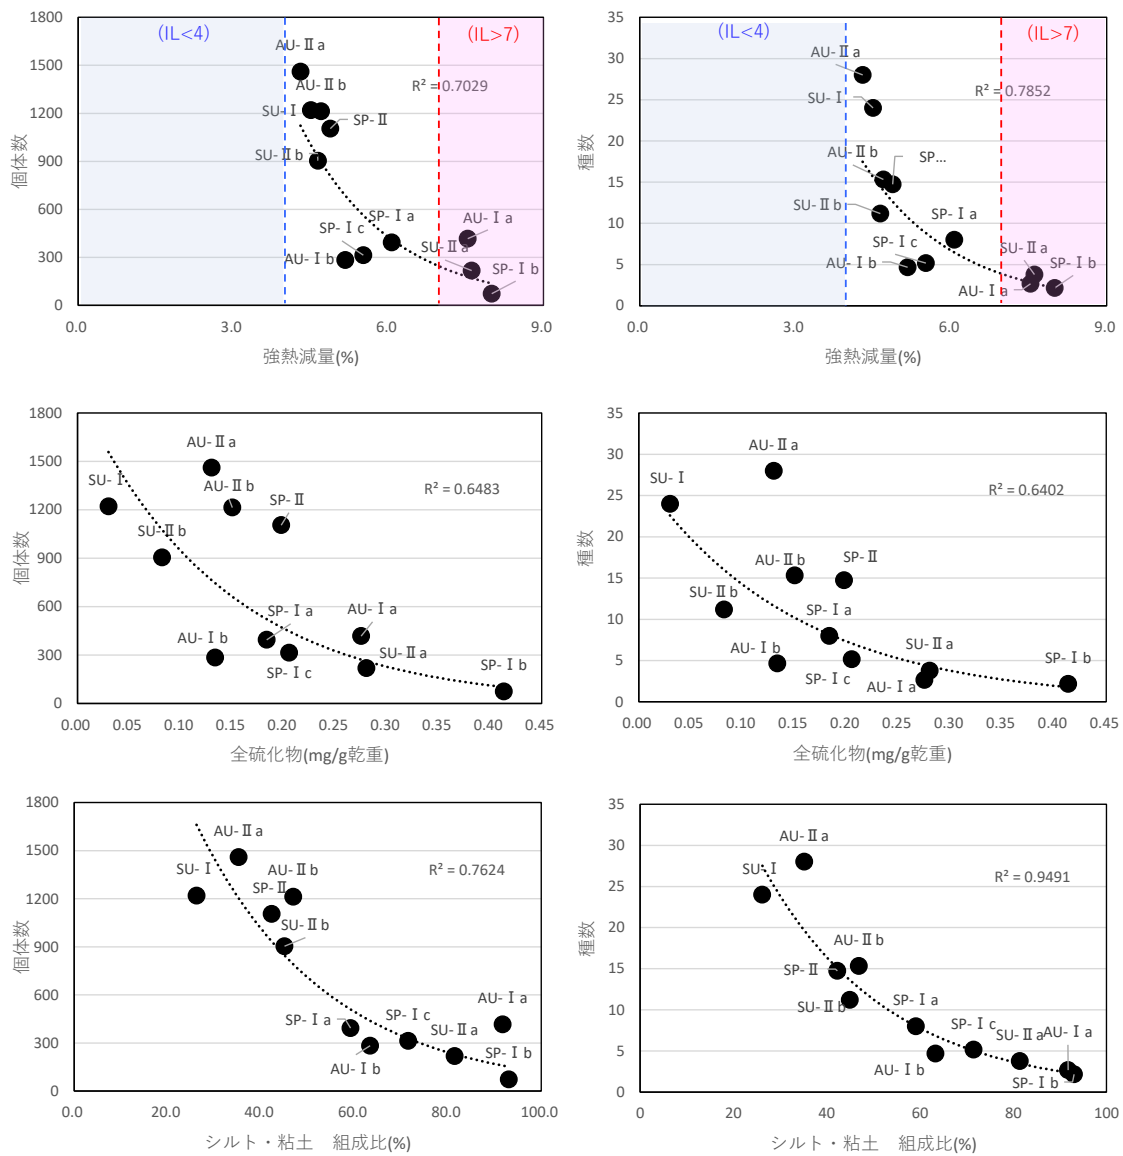 1800
1500
1200
900
600
300
0
個体数
(IL<4)
(IL>7)
AU-Ⅱa
AU-Ⅱb
SU-Ⅰ
SP-Ⅱ
SU-Ⅱb
SP-Ⅰa
SP-Ⅰc
AU-Ⅰb
AU-Ⅰa
SU-Ⅱa
SP-Ⅰb
R² = 0.7029
0.0 3.0 6.0 9.0
強熱減量(%)
35
30
25
20
15
10
5
0
種数
(IL<4)
(IL>7)
AU-Ⅱa
SU-Ⅰ
AU-Ⅱb
SP…
SU-Ⅱb
SP-Ⅰa
SP-Ⅰc
AU-Ⅰb
SU-Ⅱa
SP-Ⅰb
AU-Ⅰa
R² = 0.7852
0.0 3.0 6.0 9.0
強熱減量(%)
1800
1500
1200
900
600
300
0
個体数
AU-Ⅱa
SU-Ⅰ
AU-Ⅱb
SP-Ⅱ
SU-Ⅱb
SP-Ⅰa
AU-Ⅰa
AU-Ⅰb
SP-Ⅰc
SU-Ⅱa
SP-Ⅰb
R² = 0.6483
0.00 0.05 0.10 0.15 0.20 0.25 0.30 0.35 0.40 0.45
全硫化物(mg/g乾重)
35
30
25
20
15
10
5
0
種数
AU-Ⅱa
SU-Ⅰ
AU-Ⅱb
SP-Ⅱ
SU-Ⅱb
SP-Ⅰa
AU-Ⅰb
SP-Ⅰc
SU-Ⅱa
AU-Ⅰa
SP-Ⅰb
R² = 0.6402
0.00 0.05 0.10 0.15 0.20 0.25 0.30 0.35 0.40 0.45
全硫化物(mg/g乾重)
1800
1500
1200
900
600
300
0
個体数
AU-Ⅱa
SU-Ⅰ
AU-Ⅱb
SP-Ⅱ
SU-Ⅱb
SP-Ⅰa
SP-Ⅰc
AU-Ⅰb
SU-Ⅱa
AU-Ⅰa
SP-Ⅰb
R² = 0.7624
0.0 20.0 40.0 60.0 80.0 100.0
シルト・粘土　組成比(%)
35
30
25
20
15
10
5
0
種数
AU-Ⅱa
SU-Ⅰ
AU-Ⅱb
SP-Ⅱ
SU-Ⅱb
SP-Ⅰa
SP-Ⅰc
AU-Ⅰb
SU-Ⅱa
AU-Ⅰa
SP-Ⅰb
R² = 0.9491
0 20 40 60 80 100
シルト・粘土　組成比(%)